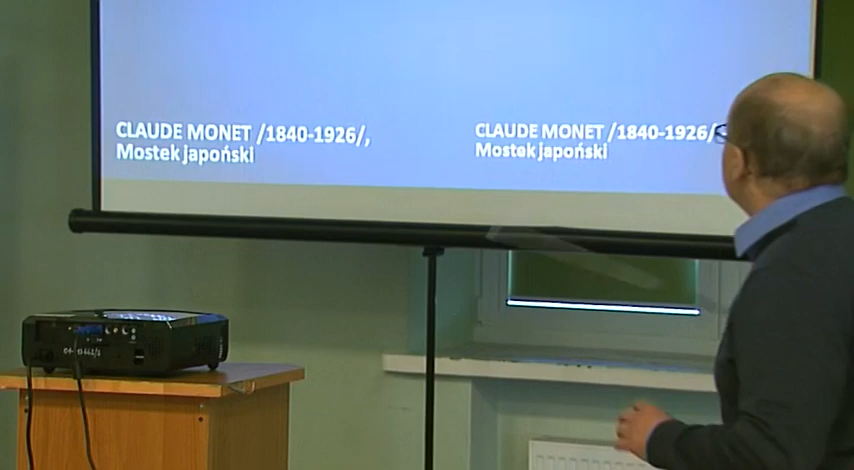 CLAUDE MONET /1840-1926/,
Mostek japoński
CLAUDE MONET /1840-1926/
Mostek japoński